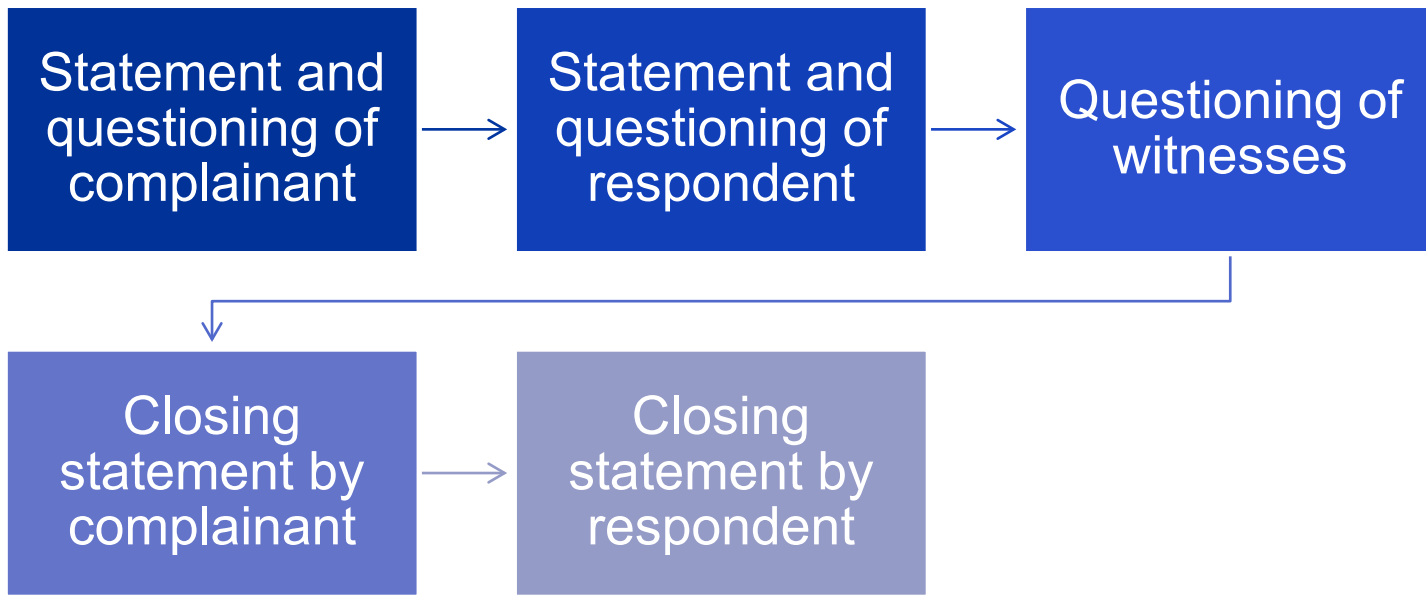 Statement and
questioning of
complainant
Statement and
questioning of
respondent
Questioning of
witnesses
Closing
statement by
complainant
Closing
statement by
respondent